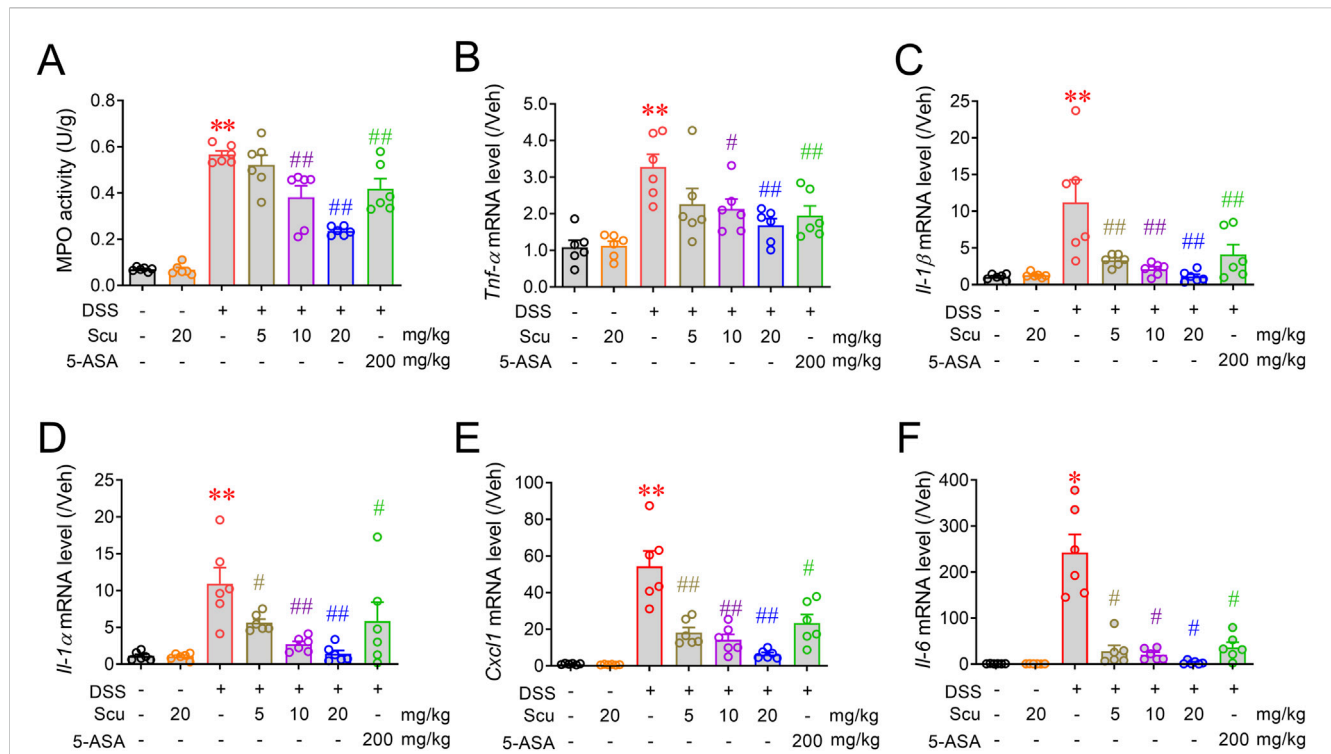 A
MPO activity (U/g)
0.8
0.6
0.4
0.2
0.0
**
##
##
##
DSS - - + + + + +
Scu - 20 - 5 10 20 - mg/kg
5-ASA - - - - - - 200 mg/kg
B
Tnf-α mRNA level (/Veh)
5.0
4.0
3.0
2.0
1.0
0.0
**
#
##
##
DSS - - + + + + +
Scu - 20 - 5 10 20 - mg/kg
5-ASA - - - - - - 200 mg/kg
C
Il-1β mRNA level (/Veh)
25
20
15
10
5
0
**
##
##
##
##
DSS - - + + + + +
Scu - 20 - 5 10 20 - mg/kg
5-ASA - - - - - - 200 mg/kg
D
Il-1α mRNA level (/Veh)
25
20
15
10
5
0
**
#
##
##
#
DSS - - + + + + +
Scu - 20 - 5 10 20 - mg/kg
5-ASA - - - - - - 200 mg/kg
E
Cxcl1 mRNA level (/Veh)
100
80
60
40
20
0
**
##
##
##
#
DSS - - + + + + +
Scu - 20 - 5 10 20 - mg/kg
5-ASA - - - - - - 200 mg/kg
F
Il-6 mRNA level (/Veh)
400
300
200
100
0
*
#
#
#
#
DSS - - + + + + +
Scu - 20 - 5 10 20 - mg/kg
5-ASA - - - - - - 200 mg/kg